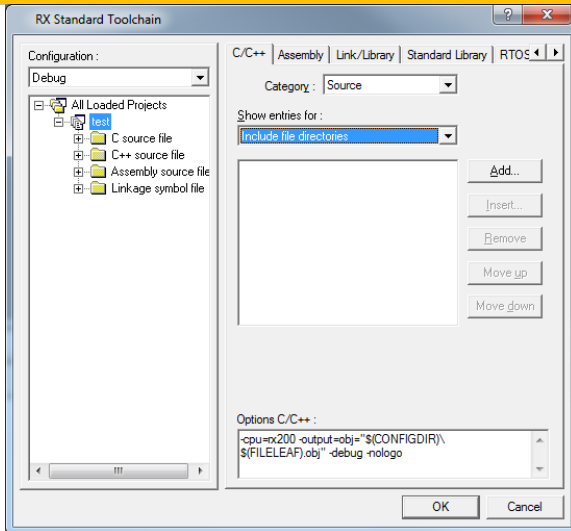 RX Standard Toolchain
Configuration :
Debug
All Loaded Projects
test
C source file
C++ source file
Assembly source file
Linkage symbol file
C/C++ Assembly Link/Library Standard Library RTOS
Category : Source
Show entries for :
Include file directories
Add...
Insert...
Remove
Move up
Move down
Options C/C++ :
-cpu=rx200 -output=obj="$(CONFIGDIR)\
$(FILELEAF).obj" -debug -nologo
OK Cancel